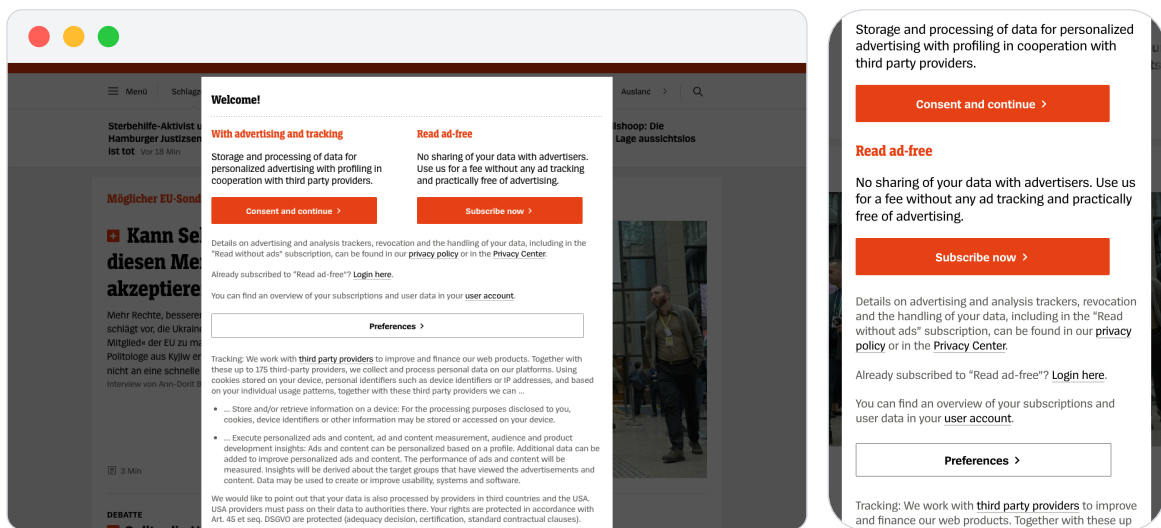 Menü
Schlagz
Ausland
Sterbehilfe-Aktivist u
Hamburger Justizsen
ist tot Vor 18 Min
lshoop: Die
Lage aussichtslos
Möglicher EU-Sond
Kann Sel
diesen Me
akzeptiere
Mehr Rechte, bessere
schlägt vor, die Ukraine
Mitglied« der EU zu ma
Politologe aus Kyjiw er
nicht an eine schnelle
Interview von Ann-Dorit B
3 Min
DEBATTE
Welcome!
With advertising and tracking
Storage and processing of data for
personalized advertising with profiling in
cooperation with third party providers.
Consent and continue >
Read ad-free
No sharing of your data with advertisers.
Use us for a fee without any ad tracking
and practically free of advertising.
Subscribe now >
Details on advertising and analysis trackers, revocation and the handling of your data, including in the
"Read without ads" subscription, can be found in our privacy policy or in the Privacy Center.
Already subscribed to "Read ad-free"? Login here.
You can find an overview of your subscriptions and user data in your user account.
Preferences >
Tracking: We work with third party providers to improve and finance our web products. Together with
these up to 175 third-party providers, we collect and process personal data on our platforms. Using
cookies stored on your device, personal identifiers such as device identifiers or IP addresses, and based
on your individual usage patterns, together with these third party providers we can ...
• ... Store and/or retrieve information on a device: For the processing purposes disclosed to you,
cookies, device identifiers or other information may be stored or accessed on your device.
• ... Execute personalized ads and content, ad and content measurement, audience and product
development insights: Ads and content can be personalized based on a profile. Additional data can be
added to improve personalized ads and content. The performance of ads and content will be
measured. Insights will be derived about the target groups that have viewed the advertisements and
content. Data may be used to create or improve usability, systems and software.
We would like to point out that your data is also processed by providers in third countries and the USA.
USA providers must pass on their data to authorities there. Your rights are protected in accordance with
Art. 45 et seq. DSGVO are protected (adequacy decision, certification, standard contractual clauses).
Storage and processing of data for personalized
advertising with profiling in cooperation with
third party providers.
Consent and continue >
Read ad-free
No sharing of your data with advertisers. Use us
for a fee without any ad tracking and practically
free of advertising.
Subscribe now >
Details on advertising and analysis trackers, revocation
and the handling of your data, including in the "Read
without ads" subscription, can be found in our privacy
policy or in the Privacy Center.
Already subscribed to "Read ad-free"? Login here.
You can find an overview of your subscriptions and
user data in your user account.
Preferences >
Tracking: We work with third party providers to improve
and finance our web products. Together with these up